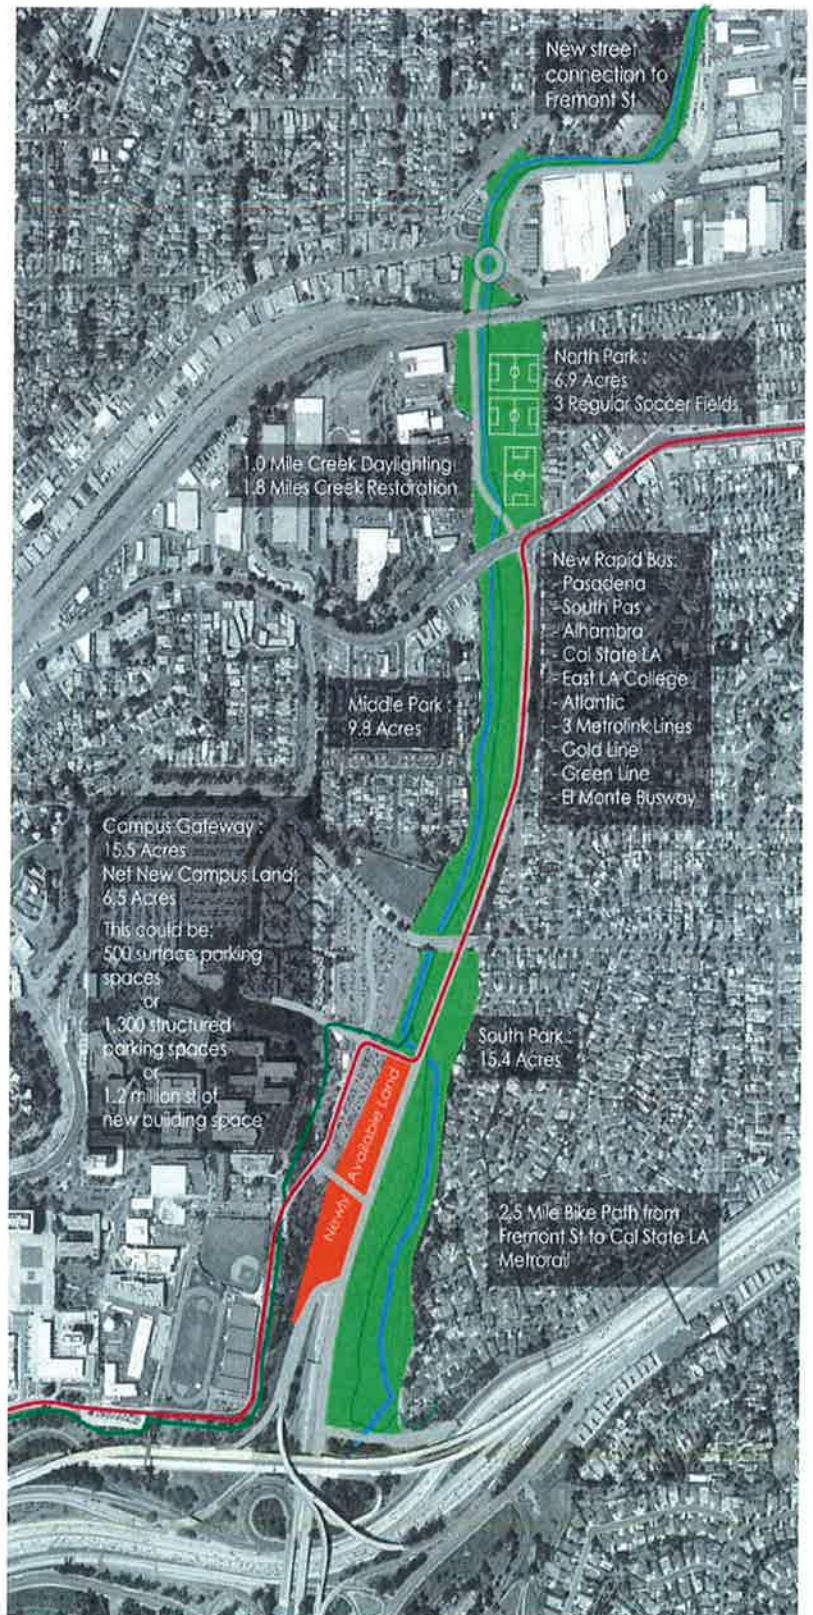 New street
connection to
Fremont St
North Park :
6.9 Acres
3 Regular Soccer Fields
1.0 Mile Creek Daylighting
1.8 Miles Creek Restoration
New Rapid Bus:
- Pasadena
- South Pas
- Alhambra
- Cal State LA
- East LA College
- Atlantic
- 3 Metrolink Lines
- Gold Line
- Green Line
- El Monte Busway
Middle Park :
9.8 Acres
Campus Gateway :
15.5 Acres
Net New Campus Land:
6.5 Acres
This could be:
500 surface parking
spaces
or
1,300 structured
parking spaces
or
1.2 million sf of
new building space
South Park :
15.4 Acres
Newly Available Land
2.5 Mile Bike Path from
Fremont St to Cal State LA
Metrorail